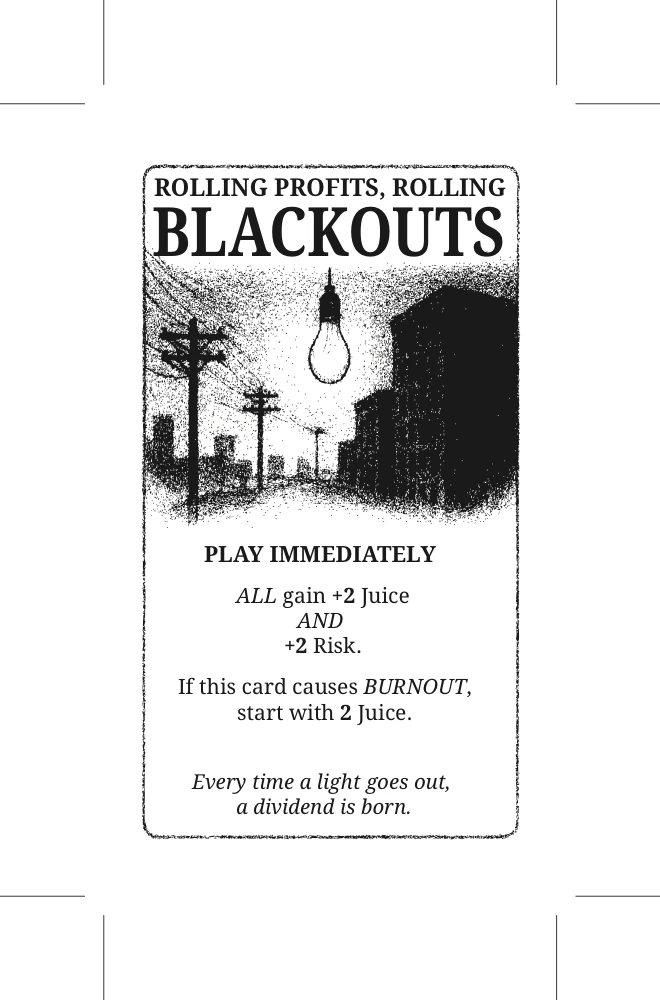 ROLLING PROFITS, ROLLING
BLACKOUTS
PLAY IMMEDIATELY
ALL gain +2 Juice
AND
+2 Risk.
If this card causes BURNOUT,
start with 2 Juice.
Every time a light goes out,
a dividend is born.